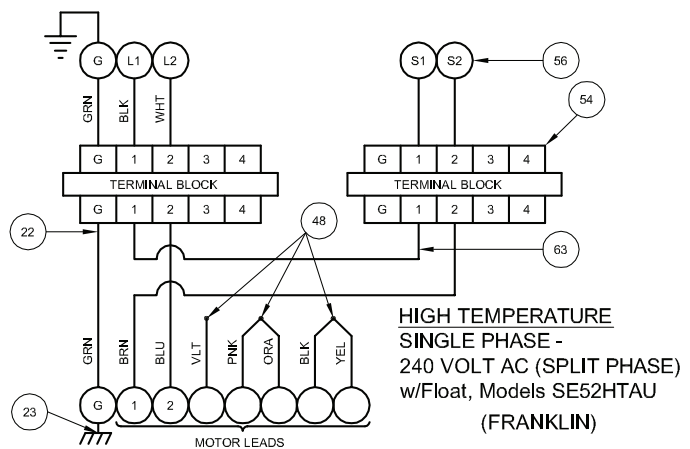 G L1 L2 S1 S2 56
GRN BLK WHT
54
G 1 2 3 4 G 1 2 3 4
TERMINAL BLOCK TERMINAL BLOCK
G 1 2 3 4 G 1 2 3 4
22 48 63
GRN BRN BLU VLT PNK ORA BLK YEL
HIGH TEMPERATURE
SINGLE PHASE -
240 VOLT AC (SPLIT PHASE)
w/Float, Models SE52HTAU
(FRANKLIN)
23 G 1 2
MOTOR LEADS